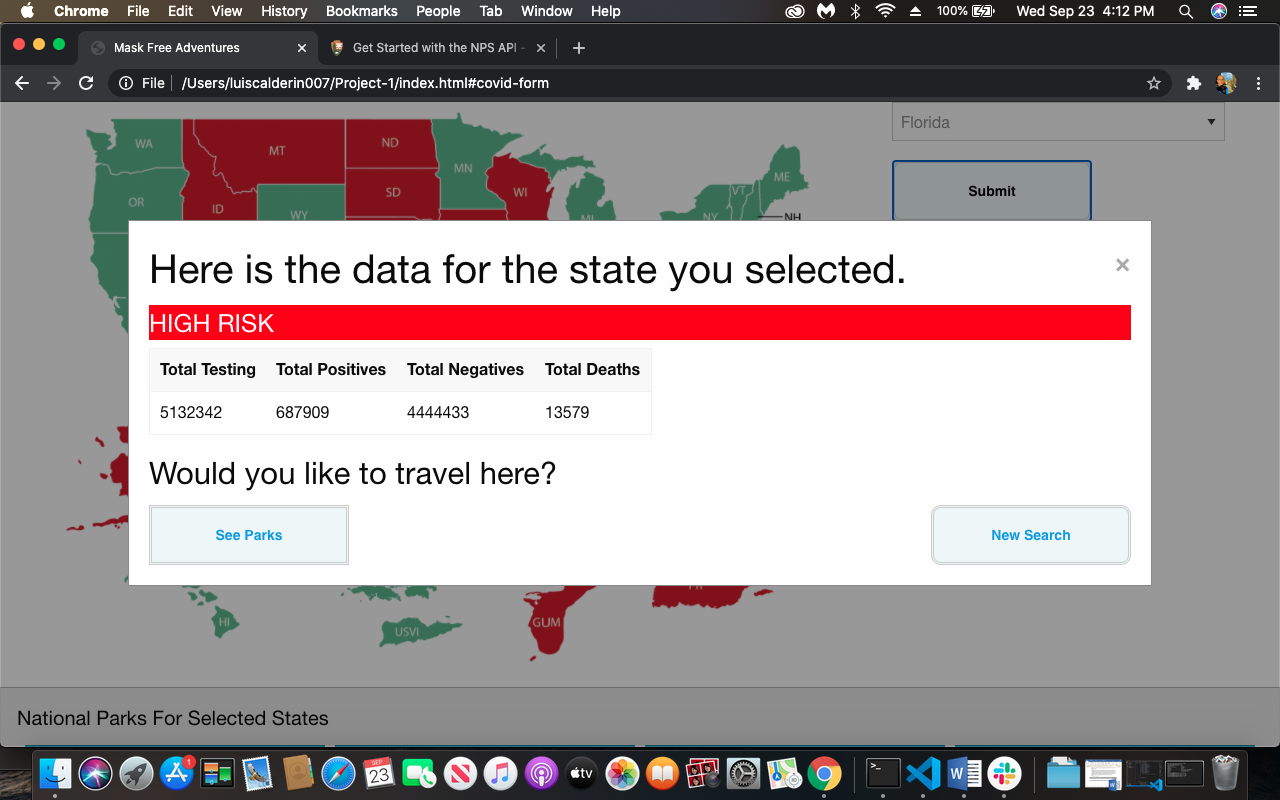 Chrome File Edit View History Bookmarks People Tab Window Help 100% Wed Sep 23 4:12 PM
Mask Free Adventures Get Started with the NPS API -
File /Users/luiscalderin007/Project-1/index.html#covid-form
Florida
WA MT ND MN ME
Submit
OR ID WY SD WI MI NY VT NH
Here is the data for the state you selected. ×
HIGH RISK
Total Testing Total Positives Total Negatives Total Deaths
5132342 687909 4444433 13579
Would you like to travel here?
See Parks New Search
HI USVI GUM PR
National Parks For Selected States
SEP 23 1 tv